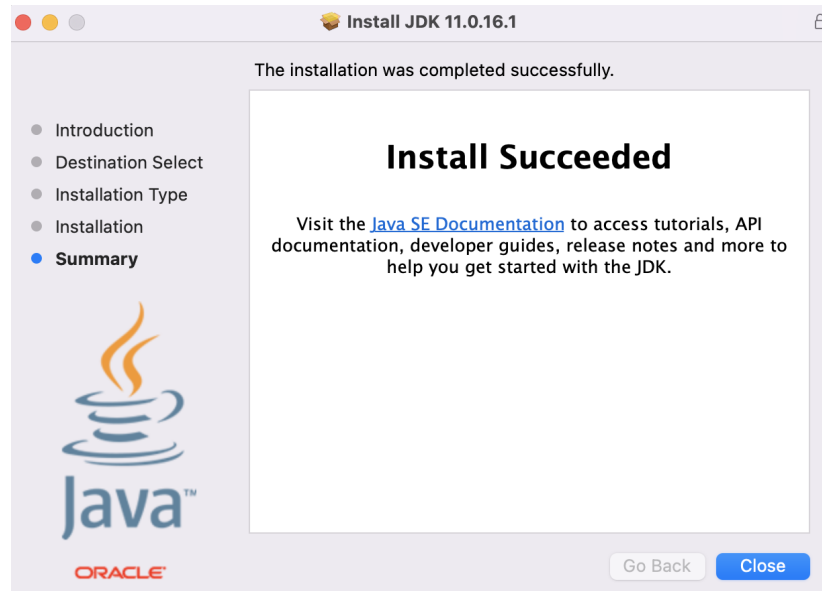 Install JDK 11.0.16.1
The installation was completed successfully.
Introduction
Destination Select
Installation Type
Installation
Summary
Install Succeeded
Visit the Java SE Documentation to access tutorials, API
documentation, developer guides, release notes and more to
help you get started with the JDK.
Java™
ORACLE®
Go Back
Close